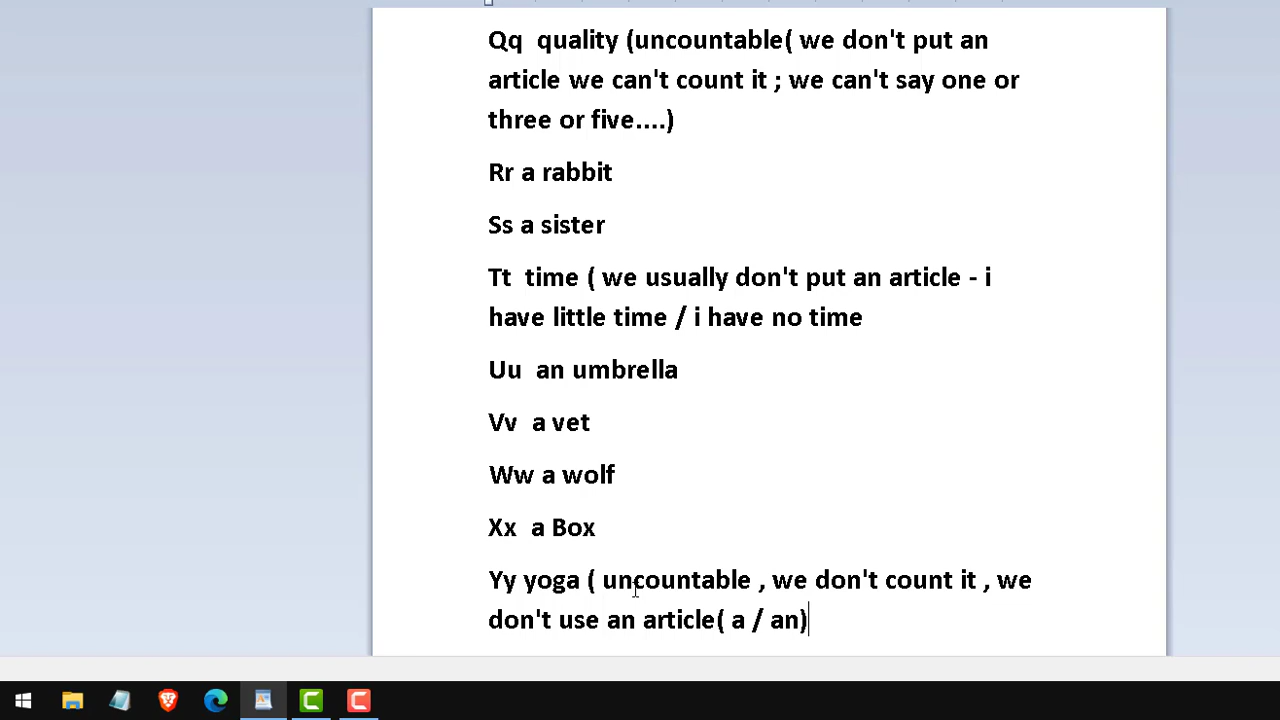 Qq  quality (uncountable( we don't put an
article we can't count it ; we can't say one or
three or five....)
Rr a rabbit
Ss a sister
Tt  time ( we usually don't put an article - i
have little time / i have no time
Uu  an umbrella
Vv  a vet
Ww a wolf
Xx  a Box
Yy yoga ( uncountable , we don't count it , we
don't use an article( a / an)